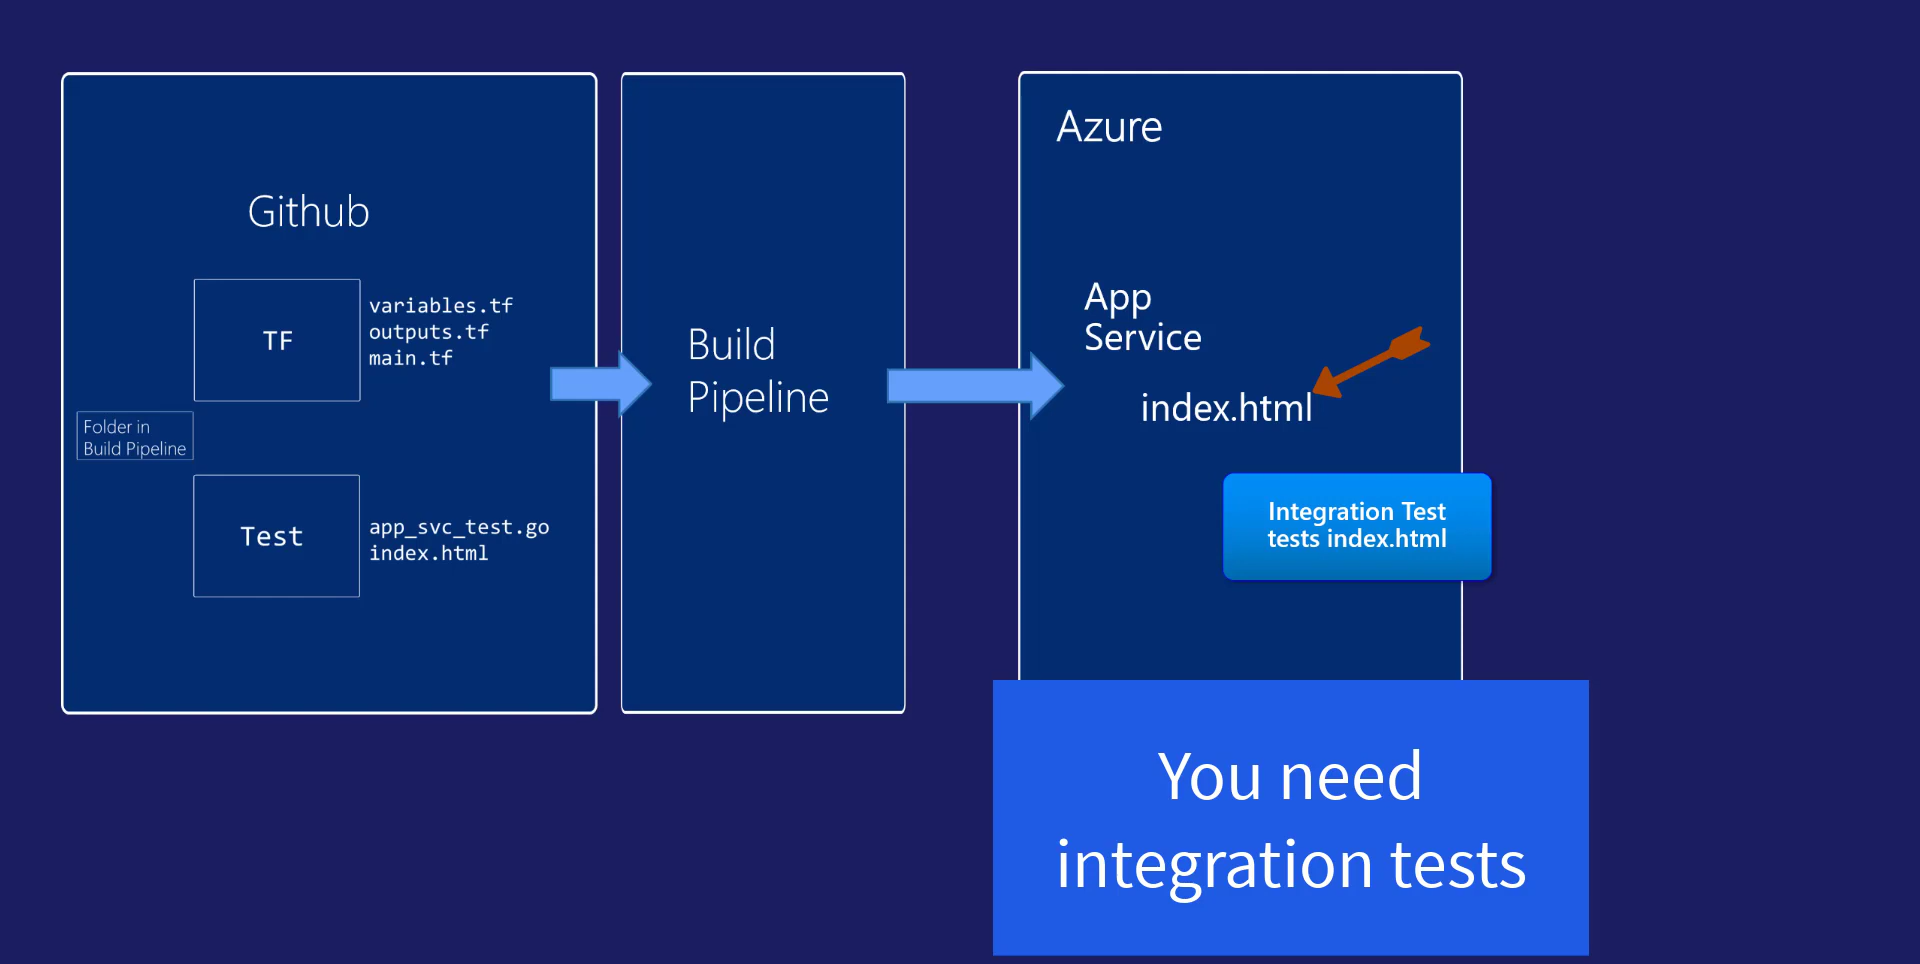 Github
TF
variables.tf
outputs.tf
main.tf
Folder in
Build Pipeline
Test
app_svc_test.go
index.html
Build
Pipeline
Azure
App
Service
index.html
Integration Test
tests index.html
You need
integration tests